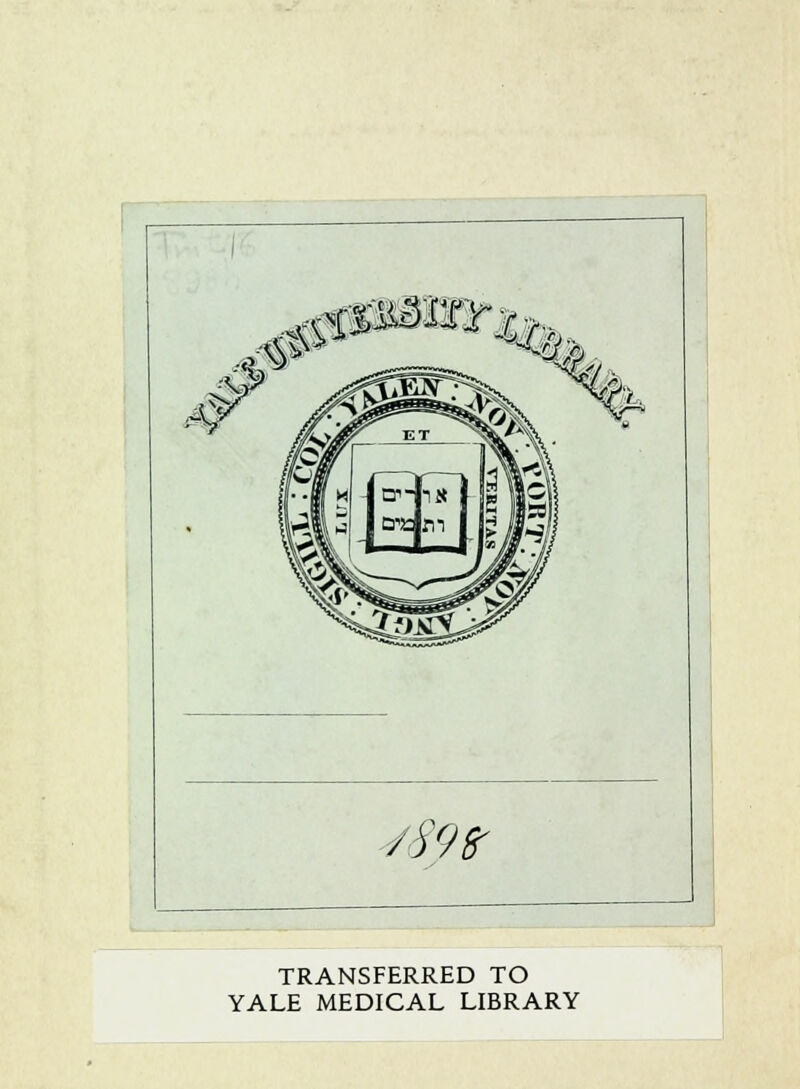 YALE UNIVERSITY LIBRARY.
SIGILL : COL : YALEN : NOV : PORT : NOV : ANGL :
ET
LUX
VERITAS
אורים
ותמים
1898
TRANSFERRED TO
YALE MEDICAL LIBRARY